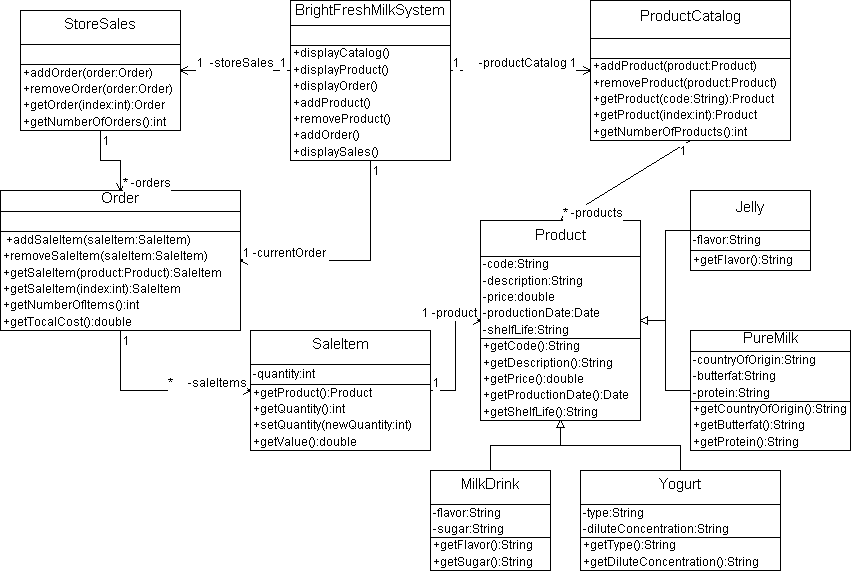 StoreSales
+addOrder(order:Order)
+removeOrder(order:Order)
+getOrder(index:int):Order
+getNumberOfOrders():int
1 -storeSales 1
BrightFreshMilkSystem
+displayCatalog()
+displayProduct()
+displayOrder()
+addProduct()
+removeProduct()
+addOrder()
+displaySales()
1 -productCatalog 1
ProductCatalog
+addProduct(product:Product)
+removeProduct(product:Product)
+getProduct(code:String):Product
+getProduct(index:int):Product
+getNumberOfProducts():int
1
* -orders
1
1 -currentOrder
1
* -products
Order
+addSaleItem(saleItem:SaleItem)
+removeSaleItem(saleItem:SaleItem)
+getSaleItem(product:Product):SaleItem
+getSaleItem(index:int):SaleItem
+getNumberOfItems():int
+getTocalCost():double
1
* -saleItems
SaleItem
-quantity:int
+getProduct():Product
+getQuantity():int
+setQuantity(newQuantity:int)
+getValue():double
1
1 -product
Product
-code:String
-description:String
-price:double
-productionDate:Date
-shelfLife:String
+getCode():String
+getDescription():String
+getPrice():double
+getProductionDate():Date
+getShelfLife():String
Jelly
-flavor:String
+getFlavor():String
PureMilk
-countryOfOrigin:String
-butterfat:String
-protein:String
+getCountryOfOrigin():String
+getButterfat():String
+getProtein():String
MilkDrink
-flavor:String
-sugar:String
+getFlavor():String
+getSugar():String
Yogurt
-type:String
-diluteConcentration:String
+getType():String
+getDiluteConcentration():String